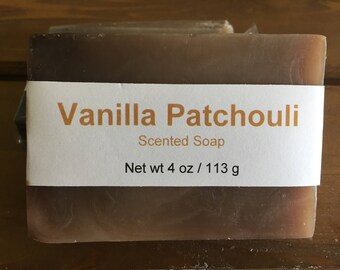 Vanilla Patchouli
Scented Soap
Net wt 4 oz / 113 g